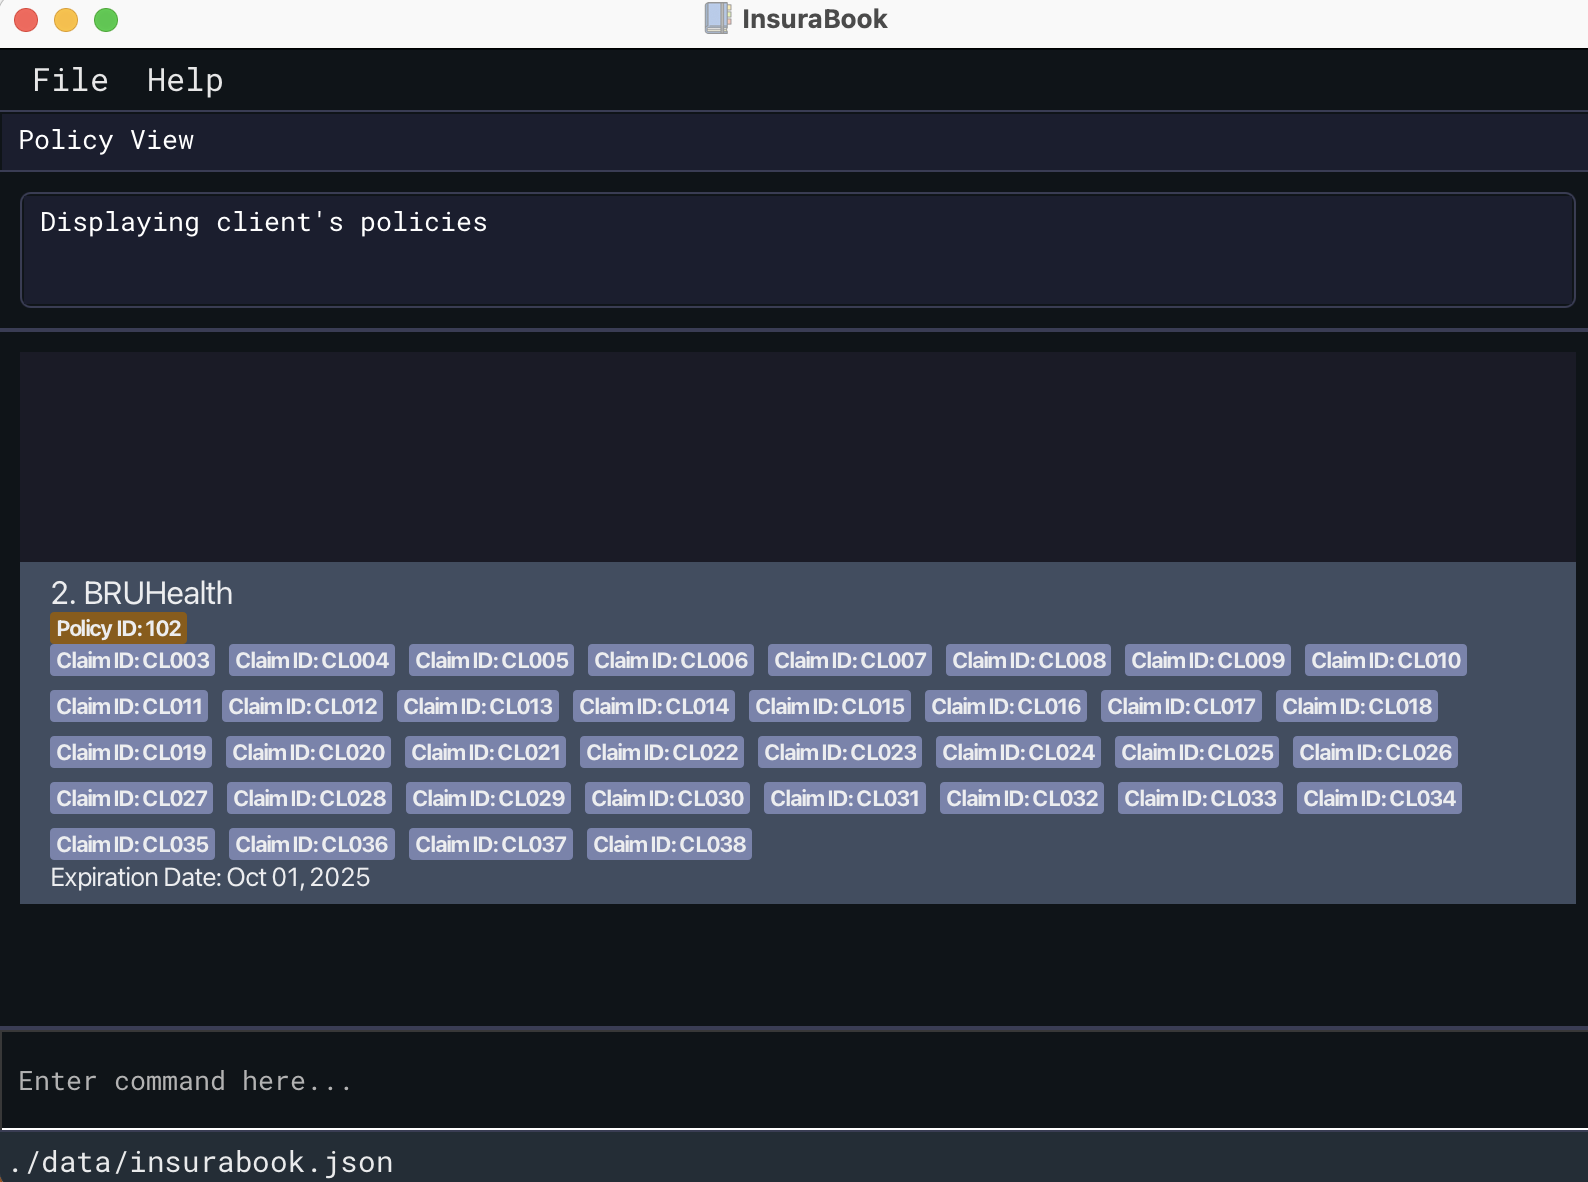 InsuraBook
File Help
Policy View
Displaying client's policies
2. BRUHealth
Policy ID: 102
Claim ID: CL003 Claim ID: CL004 Claim ID: CL005 Claim ID: CL006 Claim ID: CL007 Claim ID: CL008 Claim ID: CL009 Claim ID: CL010
Claim ID: CL011 Claim ID: CL012 Claim ID: CL013 Claim ID: CL014 Claim ID: CL015 Claim ID: CL016 Claim ID: CL017 Claim ID: CL018
Claim ID: CL019 Claim ID: CL020 Claim ID: CL021 Claim ID: CL022 Claim ID: CL023 Claim ID: CL024 Claim ID: CL025 Claim ID: CL026
Claim ID: CL027 Claim ID: CL028 Claim ID: CL029 Claim ID: CL030 Claim ID: CL031 Claim ID: CL032 Claim ID: CL033 Claim ID: CL034
Claim ID: CL035 Claim ID: CL036 Claim ID: CL037 Claim ID: CL038
Expiration Date: Oct 01, 2025
Enter command here...
./data/insurabook.json